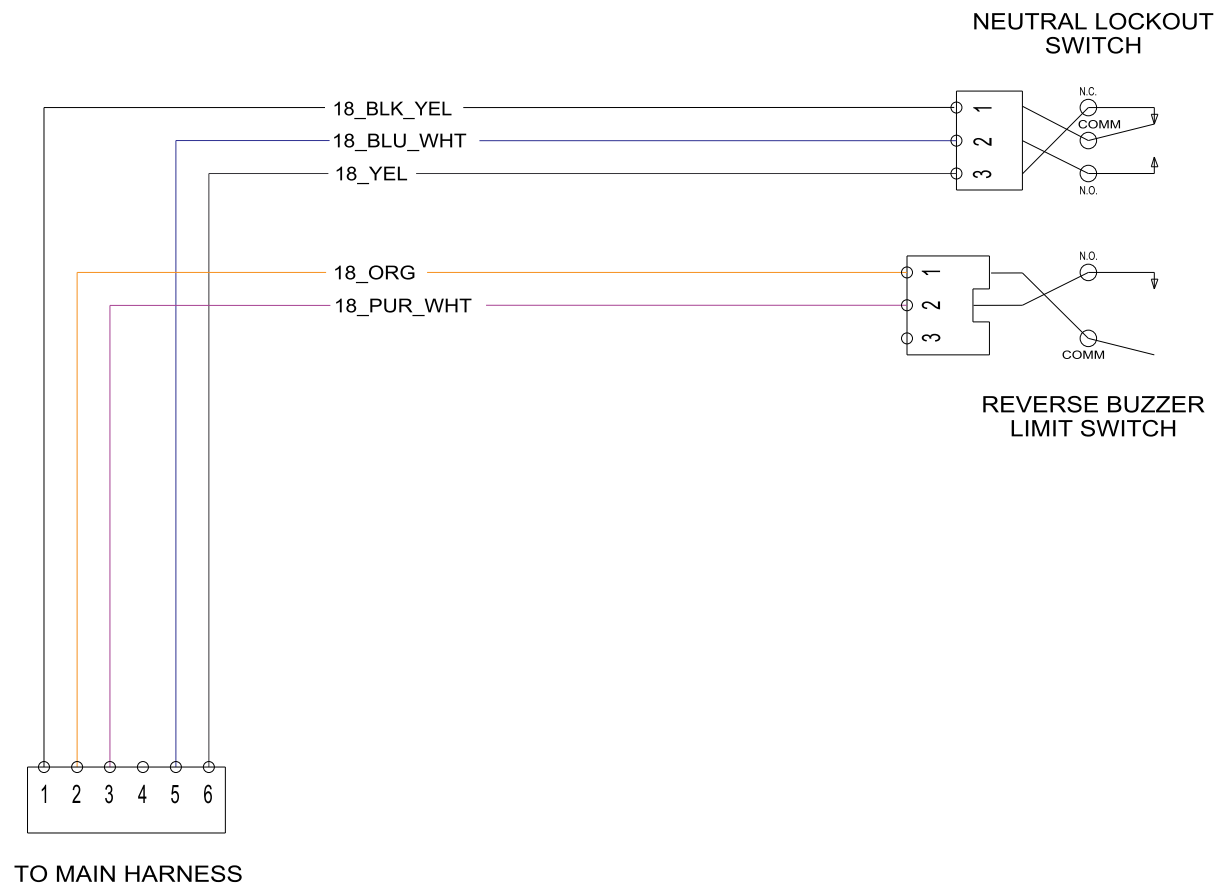 NEUTRAL LOCKOUT
SWITCH
N.C.
18_BLK_YEL
1
COMM
18_BLU_WHT
2
18_YEL
3
N.O.
N.O.
18_ORG
1
18_PUR_WHT
2
3
COMM
REVERSE BUZZER
LIMIT SWITCH
1 2 3 4 5 6
TO MAIN HARNESS